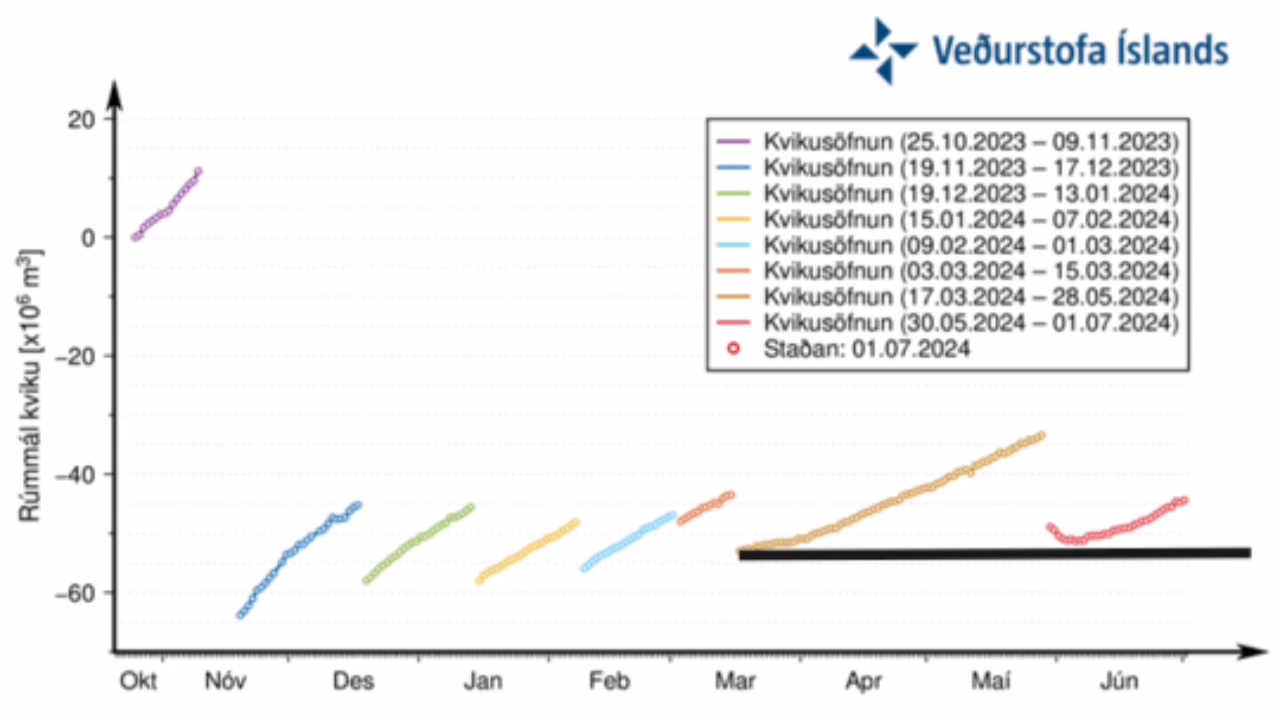 Veðurstofa Íslands
Kvikusöfnun (25.10.2023 – 09.11.2023)
Kvikusöfnun (19.11.2023 – 17.12.2023)
Kvikusöfnun (19.12.2023 – 13.01.2024)
Kvikusöfnun (15.01.2024 – 07.02.2024)
Kvikusöfnun (09.02.2024 – 01.03.2024)
Kvikusöfnun (03.03.2024 – 15.03.2024)
Kvikusöfnun (17.03.2024 – 28.05.2024)
Kvikusöfnun (30.05.2024 – 01.07.2024)
Staðan: 01.07.2024
Rúmmál kviku [x10⁶ m³]
20
0
−20
−40
−60
Okt Nóv Des Jan Feb Mar Apr Maí Jún